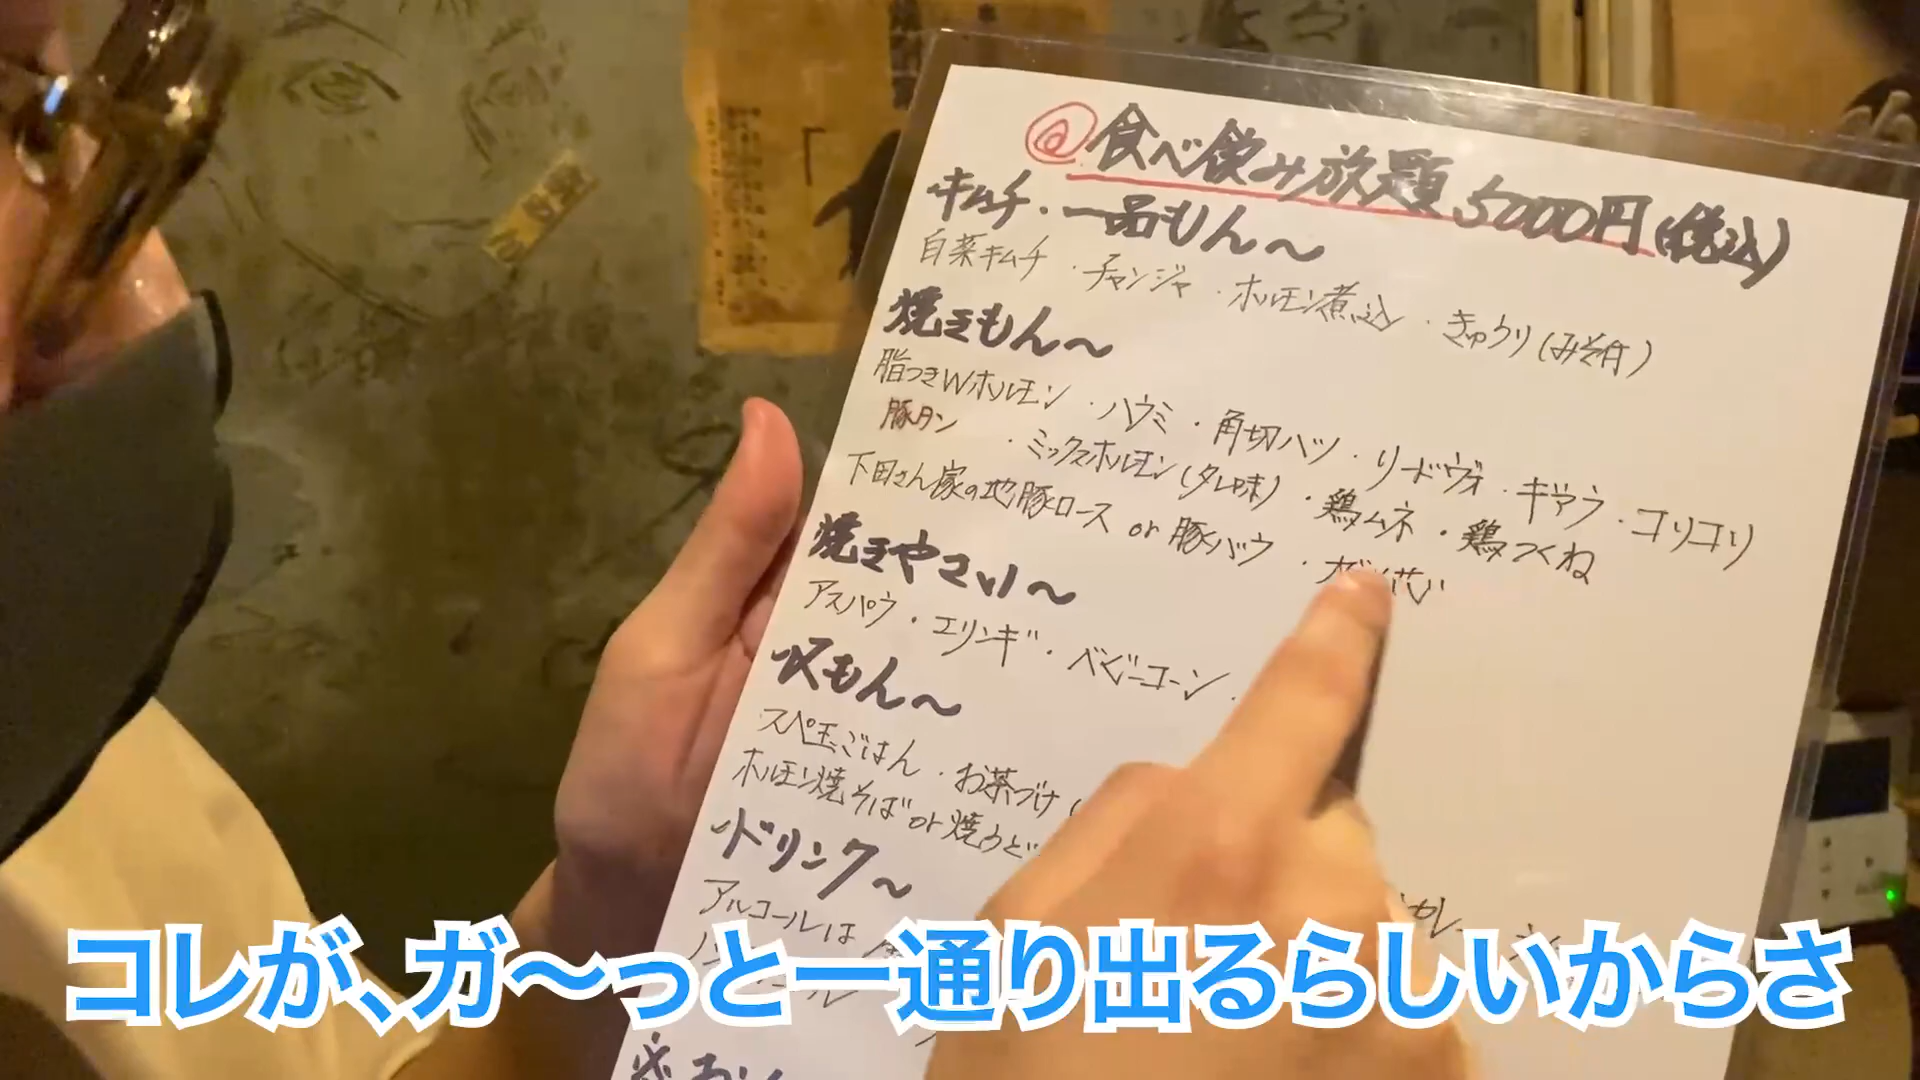 @食べ飲み放題5000円(税込)
キムチ・一品もん〜
白菜キムチ・チャンジャ・ホルモン煮込・きゅうり(みそ付)
焼きもん〜
脂つきWホルモン・ハラミ・角切ハツ・リードヴォ・ギアラ・コリコリ
豚タン・ミックスホルモン(タレ味)・鶏ムネ・鶏つくね
下田さん家の地豚ロース or 豚バラ
焼きやさい〜
アスパラ・エリンギ・べぐーコーン・
〆もん〜
スペ玉ごはん・お茶づけ(
ホルモン焼そば or 焼うどん
ドリンク〜
アルコールは
コレが、ガ〜っと一通り出るらしいからさ